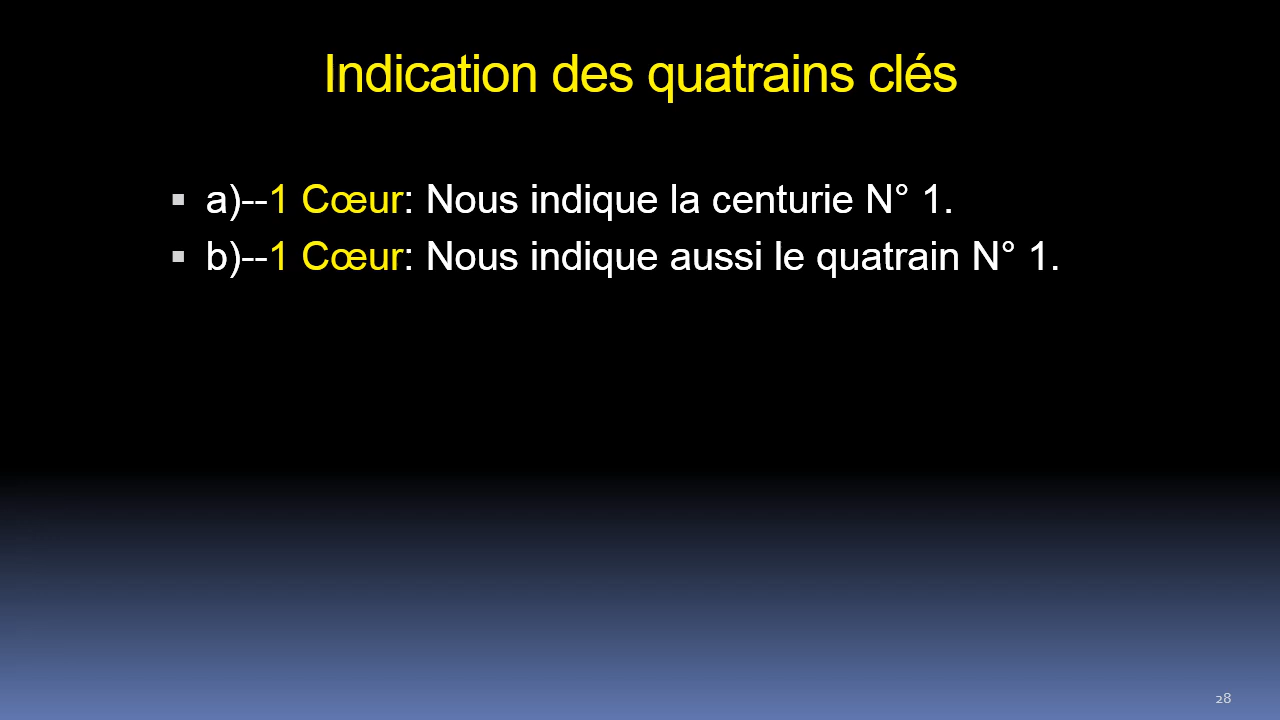 Indication des quatrains clés
▪ a)--1 Cœur: Nous indique la centurie N° 1.
▪ b)--1 Cœur: Nous indique aussi le quatrain N° 1.
28